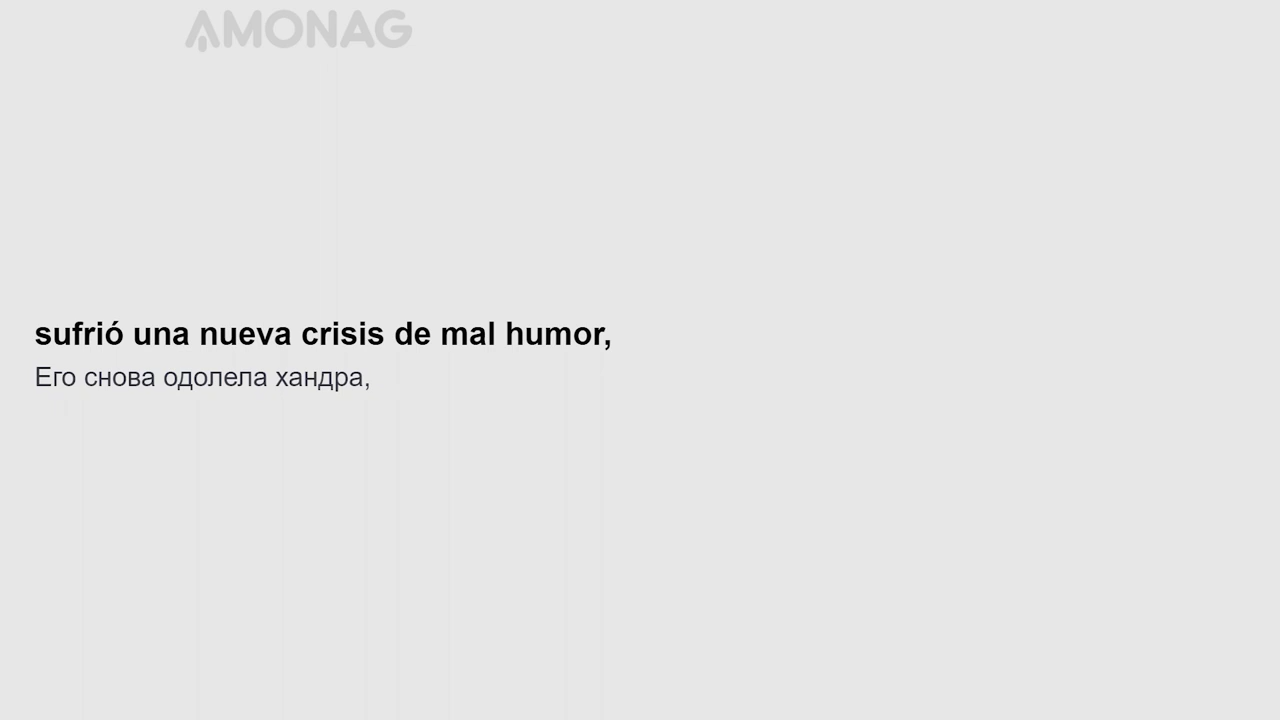 AMONAG
sufrió una nueva crisis de mal humor,
Его снова одолела хандра,